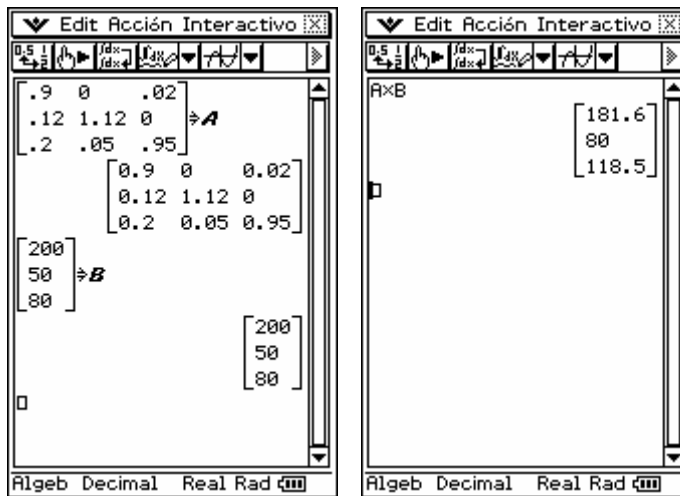 Edit Acción Interactivo
.9 0 .02
.12 1.12 0 ⇒A
.2 .05 .95
0.9 0 0.02
0.12 1.12 0
0.2 0.05 0.95
200
50 ⇒B
80
200
50
80
Algeb Decimal Real Rad
Edit Acción Interactivo
A×B
181.6
80
118.5
Algeb Decimal Real Rad